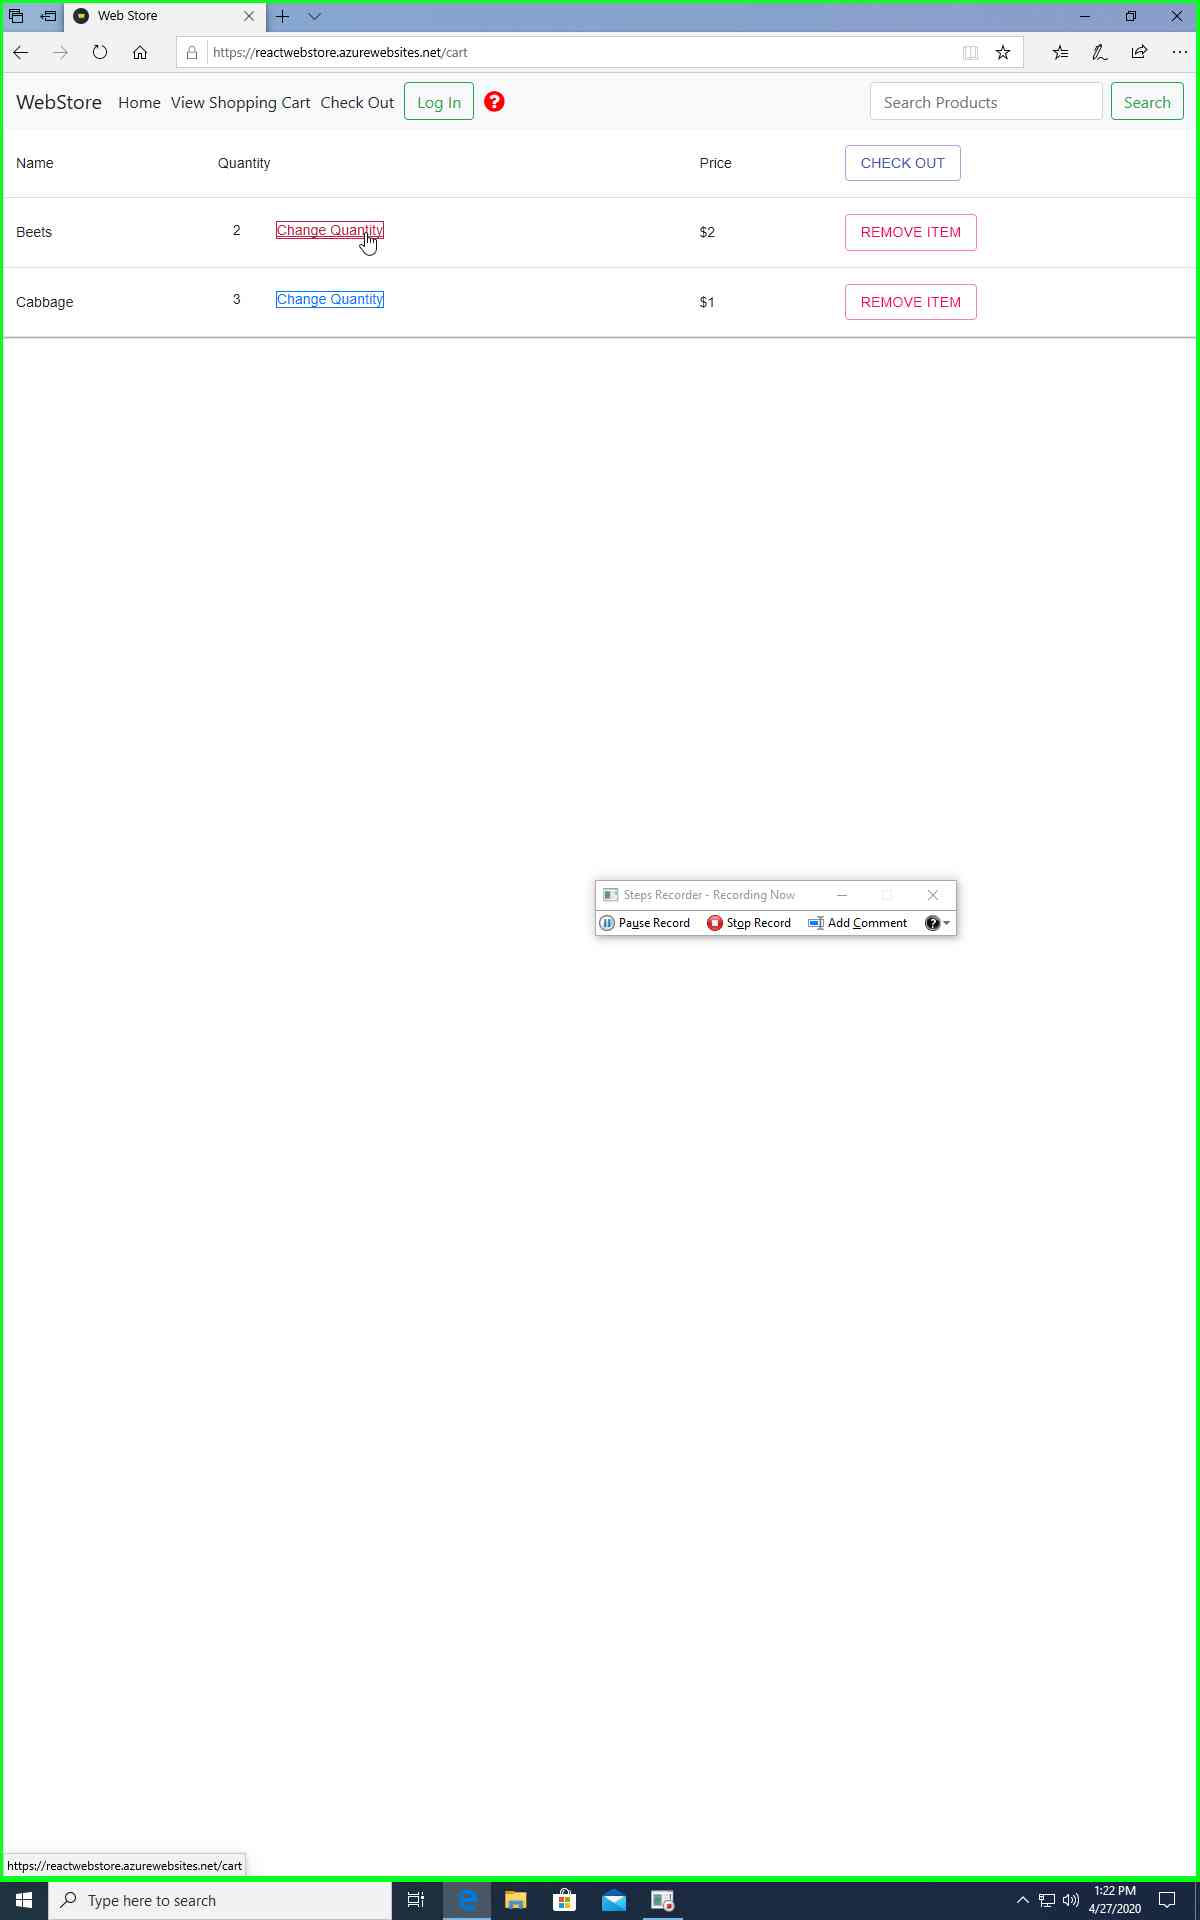 Web Store
https://reactwebstore.azurewebsites.net/cart
WebStore Home View Shopping Cart Check Out Log In ? Search Products Search
Name Quantity Price CHECK OUT
Beets 2 Change Quantity $2 REMOVE ITEM
Cabbage 3 Change Quantity $1 REMOVE ITEM
Steps Recorder - Recording Now
Pause Record Stop Record Add Comment ?
https://reactwebstore.azurewebsites.net/cart
Type here to search
1:22 PM
4/27/2020